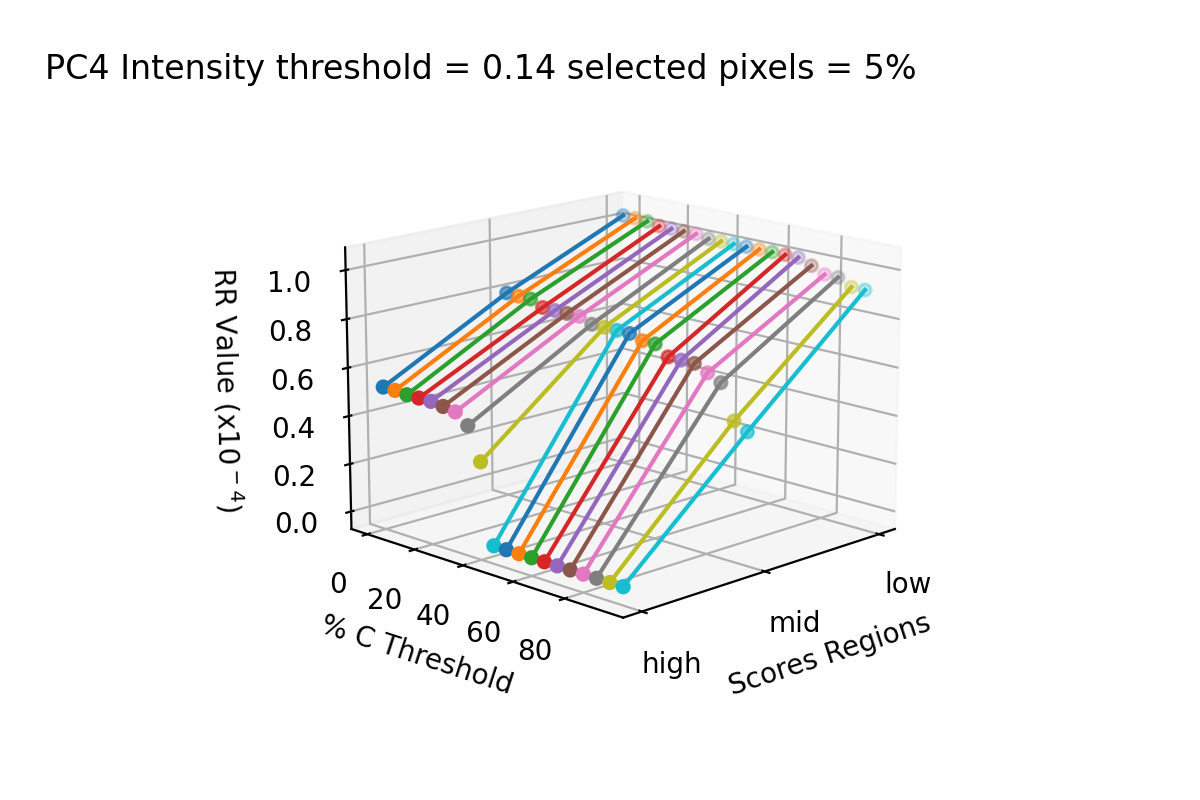 PC4 Intensity threshold = 0.14 selected pixels = 5%
RR Value (x10⁻⁴)
1.0
0.8
0.6
0.4
0.2
0.0
0
20
40
60
80
% C Threshold
high
mid
low
Scores Regions